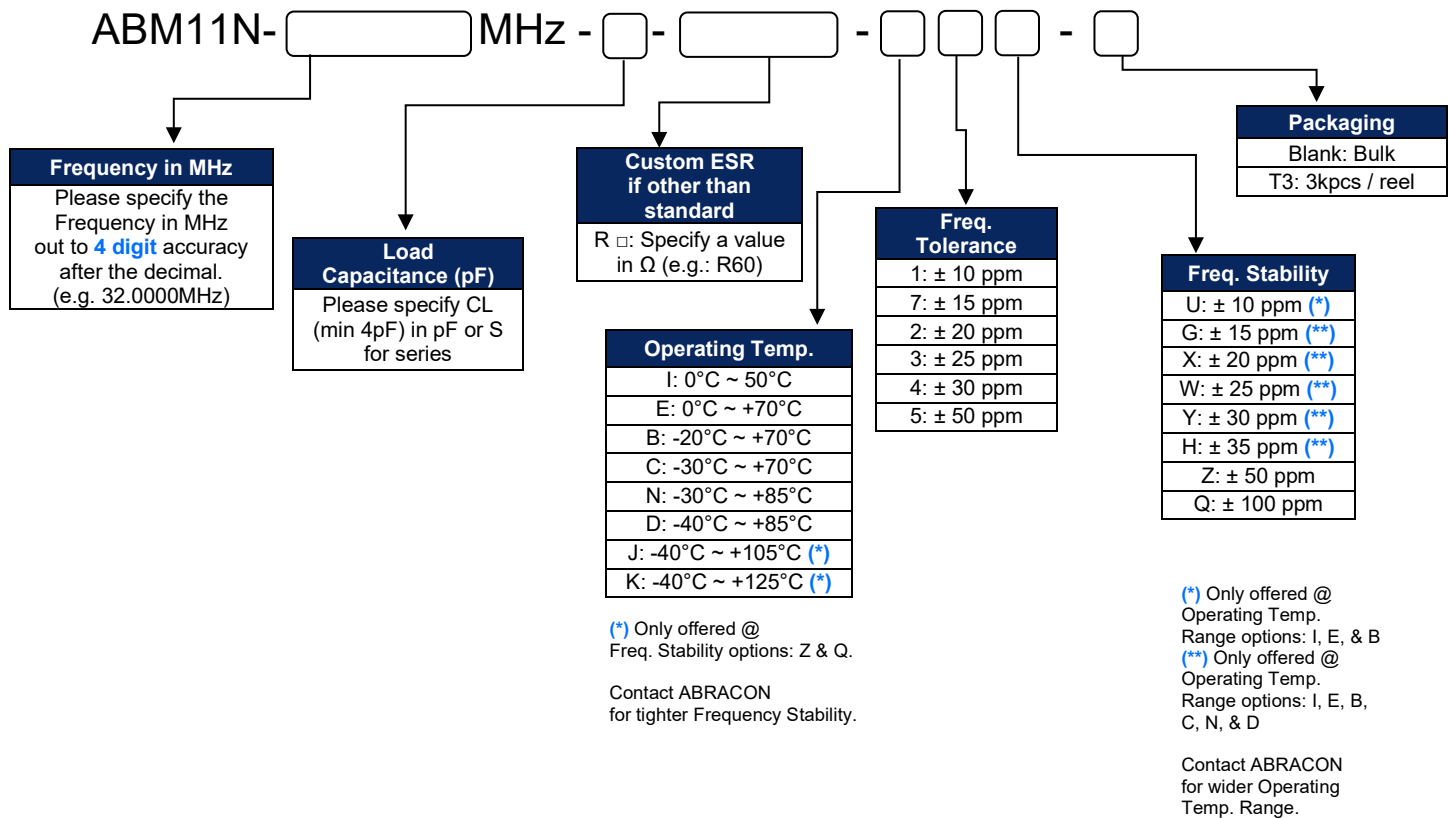 ABM11N- MHz - - - -
Frequency in MHz
Please specify the
Frequency in MHz
out to 4 digit accuracy
after the decimal.
(e.g. 32.0000MHz)
Load
Capacitance (pF)
Please specify CL
(min 4pF) in pF or S
for series
Custom ESR
if other than
standard
R □: Specify a value
in Ω (e.g.: R60)
Operating Temp.
I: 0°C ~ 50°C
E: 0°C ~ +70°C
B: -20°C ~ +70°C
C: -30°C ~ +70°C
N: -30°C ~ +85°C
D: -40°C ~ +85°C
J: -40°C ~ +105°C (*)
K: -40°C ~ +125°C (*)
(*) Only offered @
Freq. Stability options: Z & Q.
Contact ABRACON
for tighter Frequency Stability.
Freq.
Tolerance
1: ± 10 ppm
7: ± 15 ppm
2: ± 20 ppm
3: ± 25 ppm
4: ± 30 ppm
5: ± 50 ppm
Freq. Stability
U: ± 10 ppm (*)
G: ± 15 ppm (**)
X: ± 20 ppm (**)
W: ± 25 ppm (**)
Y: ± 30 ppm (**)
H: ± 35 ppm (**)
Z: ± 50 ppm
Q: ± 100 ppm
(*) Only offered @
Operating Temp.
Range options: I, E, & B
(**) Only offered @
Operating Temp.
Range options: I, E, B,
C, N, & D
Contact ABRACON
for wider Operating
Temp. Range.
Packaging
Blank: Bulk
T3: 3kpcs / reel